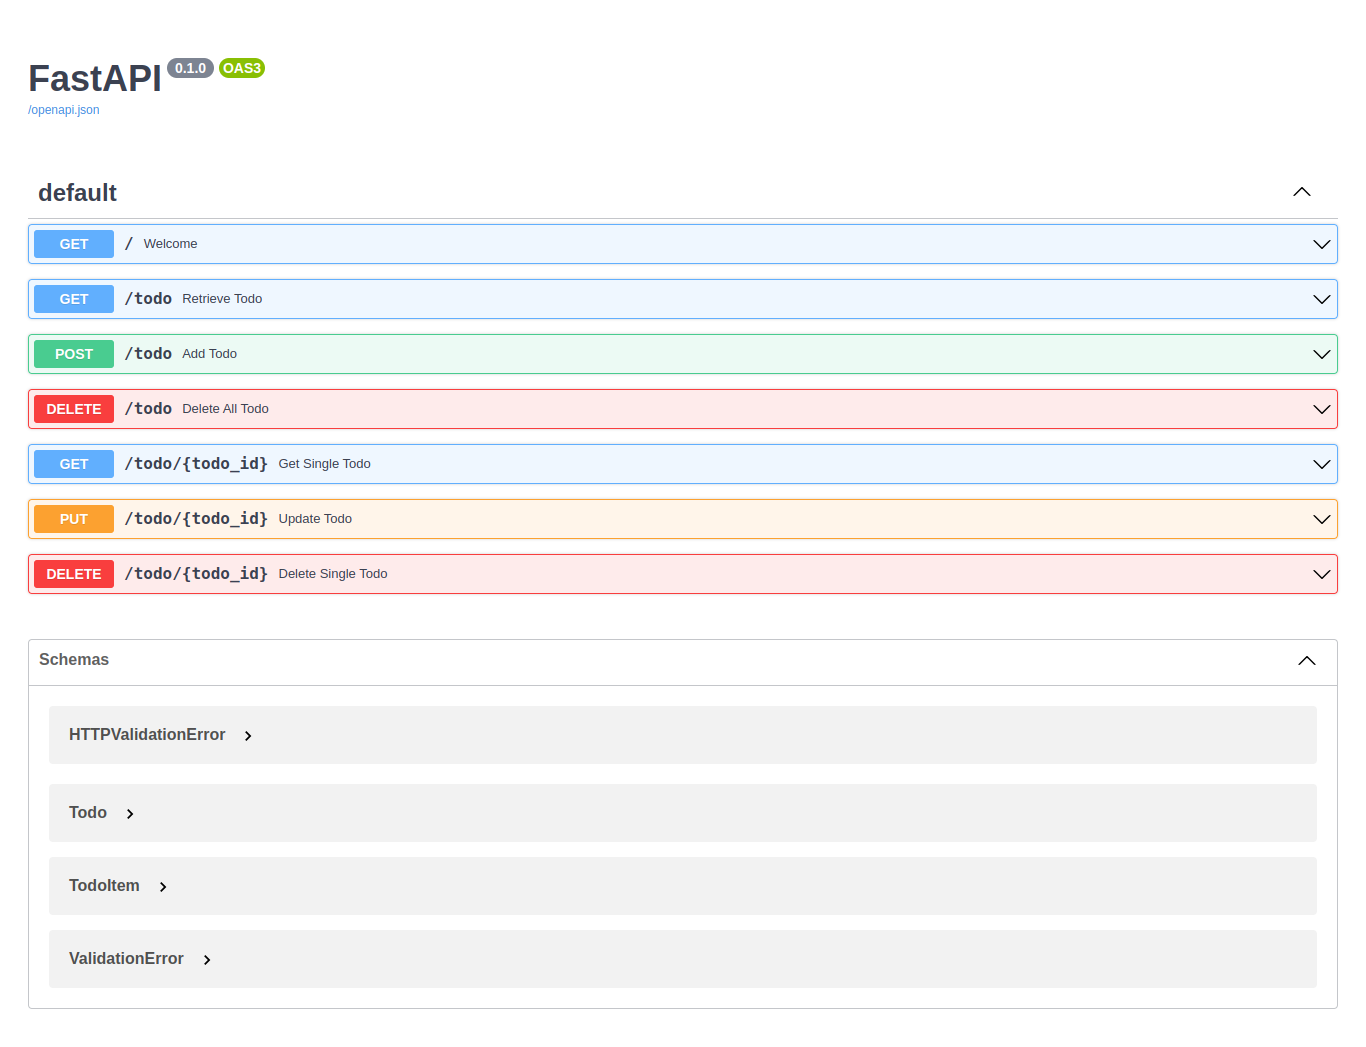 FastAPI 0.1.0 OAS3
/openapi.json
default
GET / Welcome
GET /todo Retrieve Todo
POST /todo Add Todo
DELETE /todo Delete All Todo
GET /todo/{todo_id} Get Single Todo
PUT /todo/{todo_id} Update Todo
DELETE /todo/{todo_id} Delete Single Todo
Schemas
HTTPValidationError
Todo
TodoItem
ValidationError